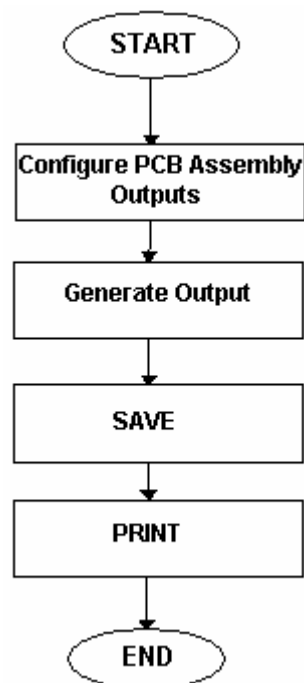 START
Configure PCB Assembly
Outputs
Generate Output
SAVE
PRINT
END